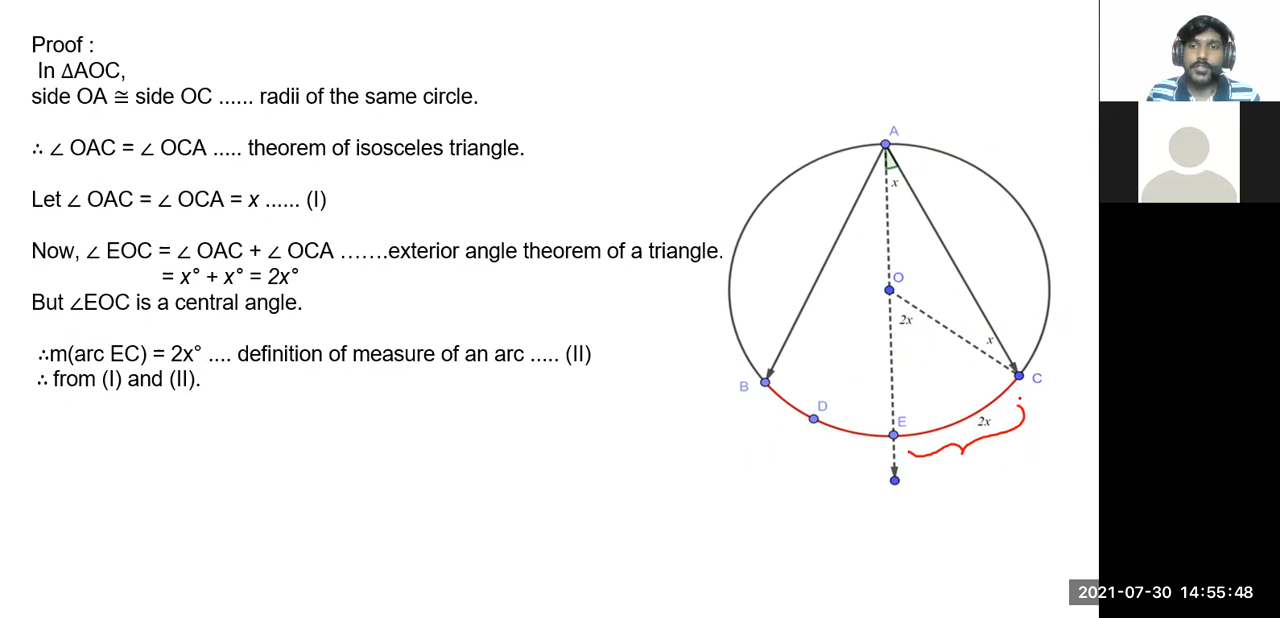 Proof :
In ΔAOC,
side OA ≅ side OC ...... radii of the same circle.
∴ ∠ OAC = ∠ OCA ..... theorem of isosceles triangle.
Let ∠ OAC = ∠ OCA = x ...... (I)
Now, ∠ EOC = ∠ OAC + ∠ OCA …….exterior angle theorem of a triangle.
= x° + x° = 2x°
But ∠EOC is a central angle.
∴m(arc EC) = 2x° .... definition of measure of an arc ..... (II)
∴ from (I) and (II).
A
x
O
2x
x
B
C
D
E
2x
2021-07-30 14:55:48